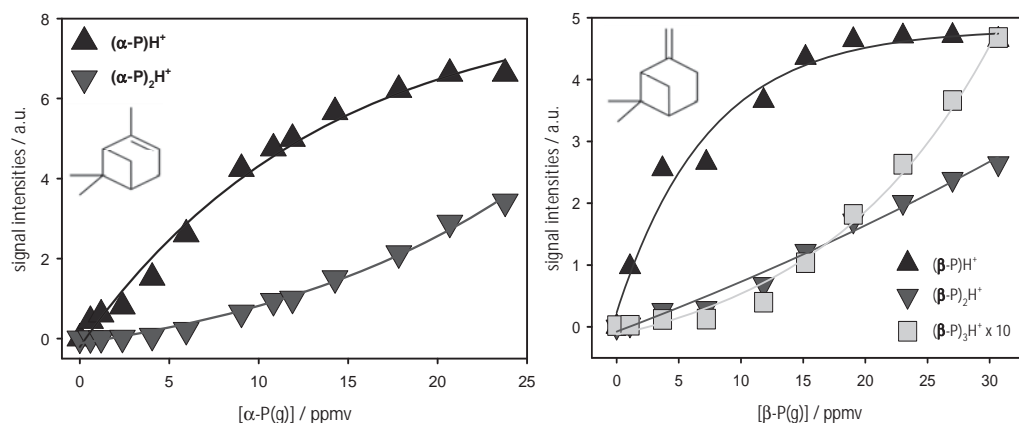 8
6
4
2
0
signal intensities / a.u.
(α-P)H⁺
(α-P)₂H⁺
0 5 10 15 20 25
[α-P(g)] / ppmv
5
4
3
2
1
0
signal intensities / a.u.
(β-P)H⁺
(β-P)₂H⁺
(β-P)₃H⁺ x 10
0 5 10 15 20 25 30
[β-P(g)] / ppmv